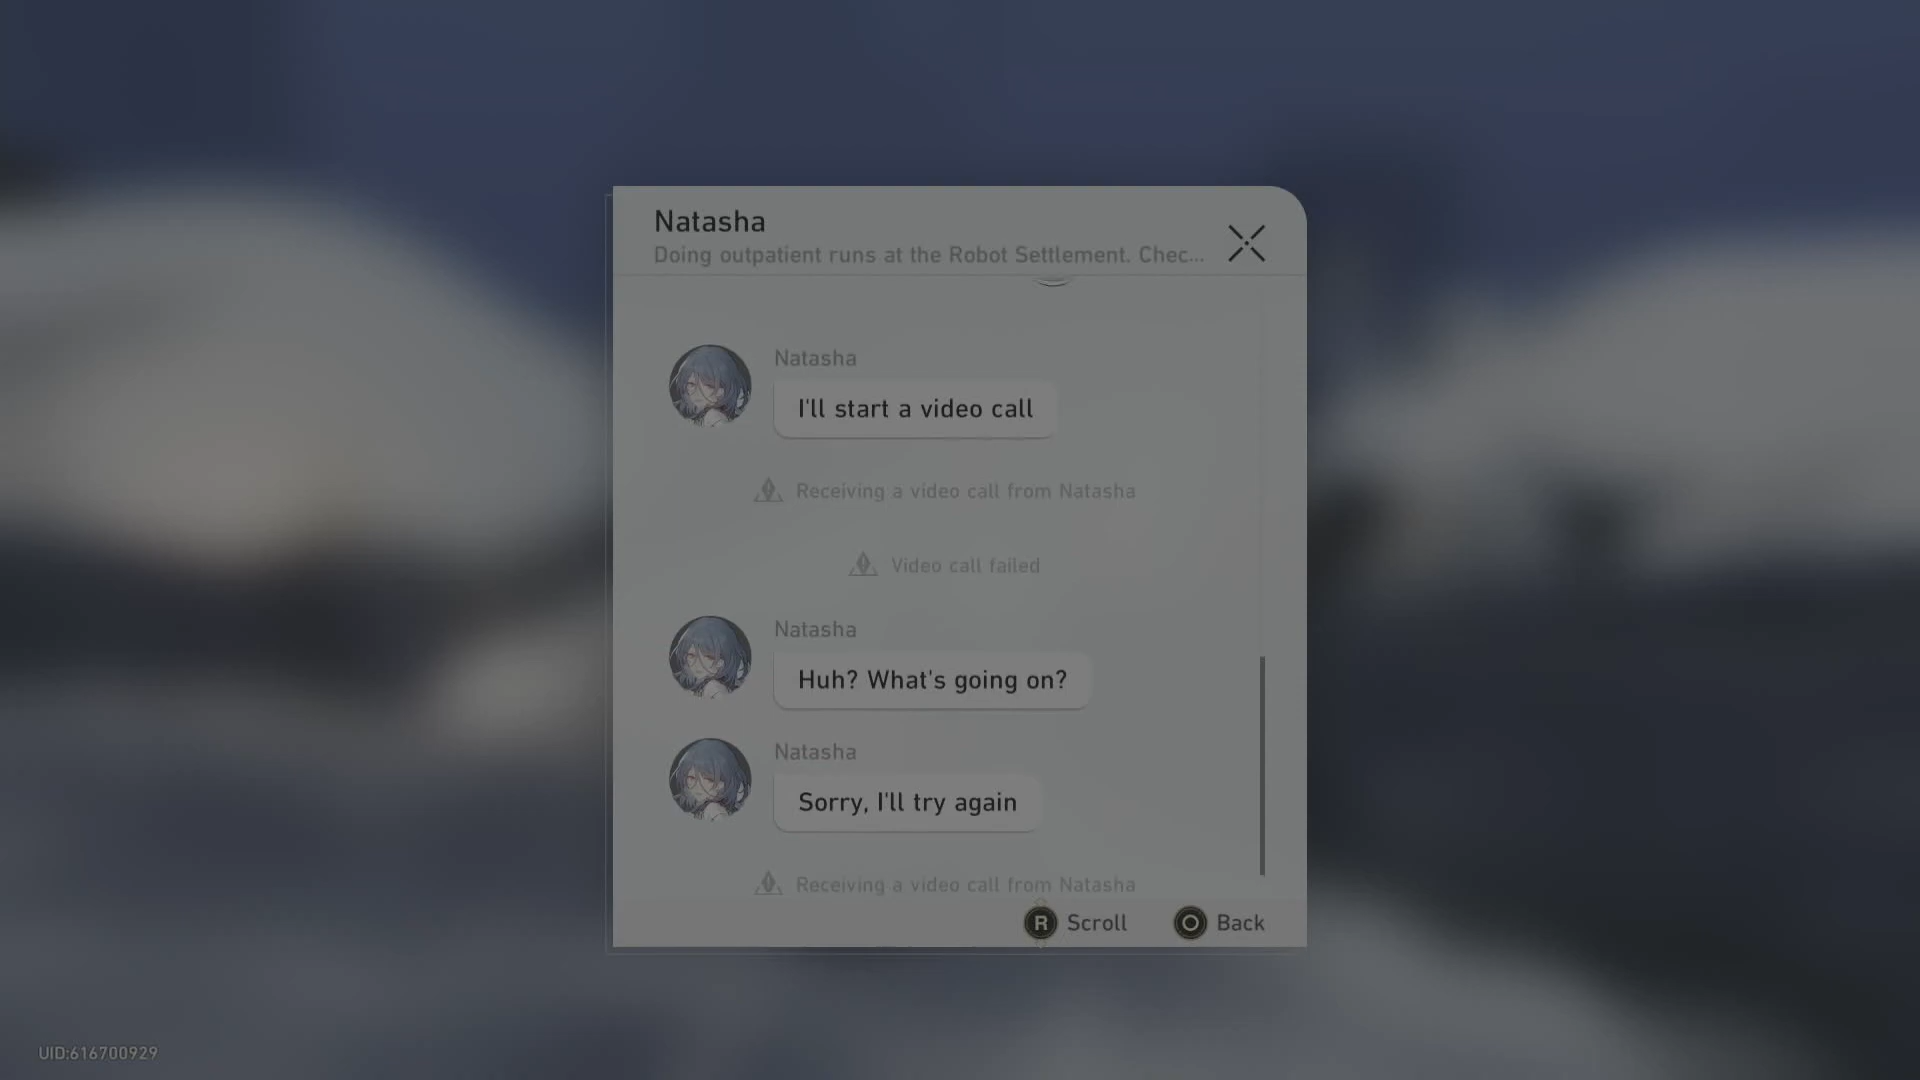 Natasha
Doing outpatient runs at the Robot Settlement. Chec...
Natasha
I'll start a video call
Receiving a video call from Natasha
Video call failed
Natasha
Huh? What's going on?
Natasha
Sorry, I'll try again
Receiving a video call from Natasha
R Scroll
Back
UID:616700929